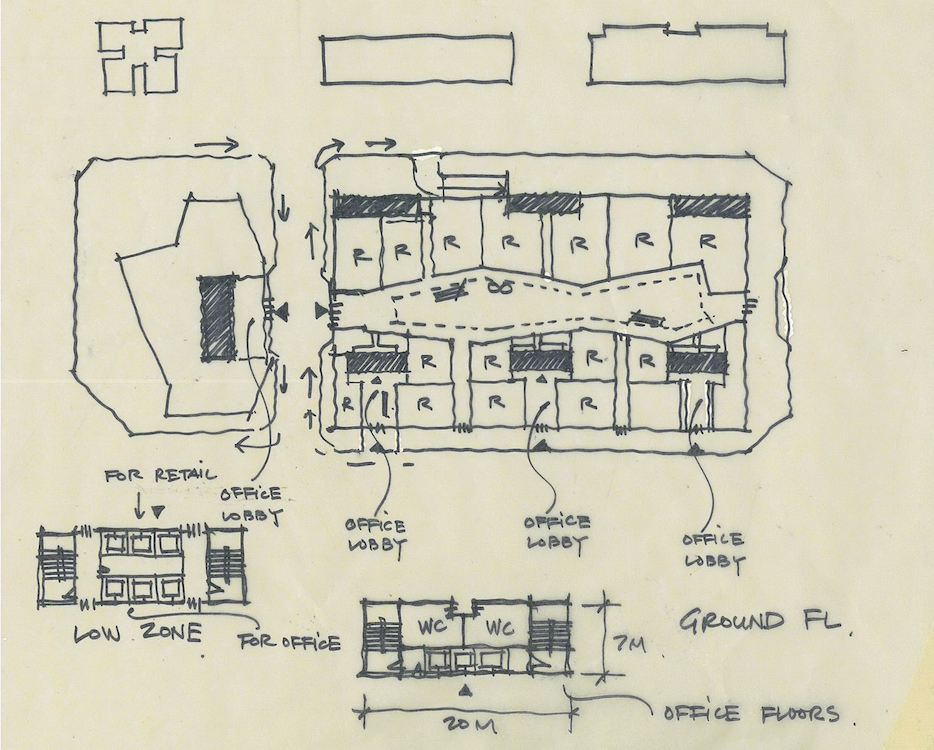 R R R R R R R
R R R R
R R R R
FOR RETAIL
OFFICE
LOBBY
OFFICE
LOBBY
OFFICE
LOBBY
OFFICE
LOBBY
LOW ZONE
FOR OFFICE
WC WC
7M
20M
GROUND FL.
OFFICE FLOORS.